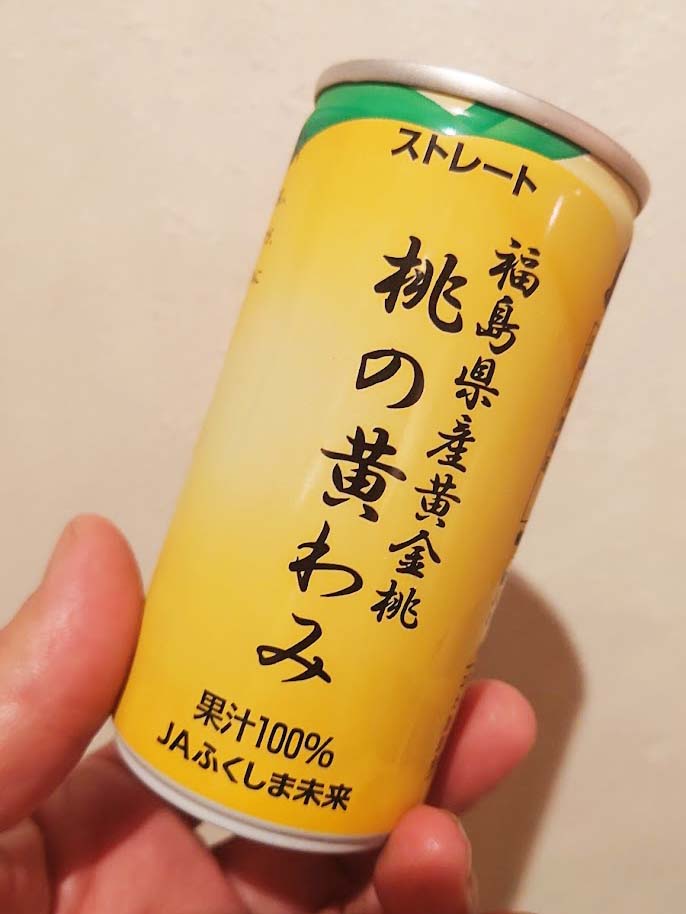 ストレート
福島県産黄金桃
桃の黄わみ
果汁100%
JAふくしま未来